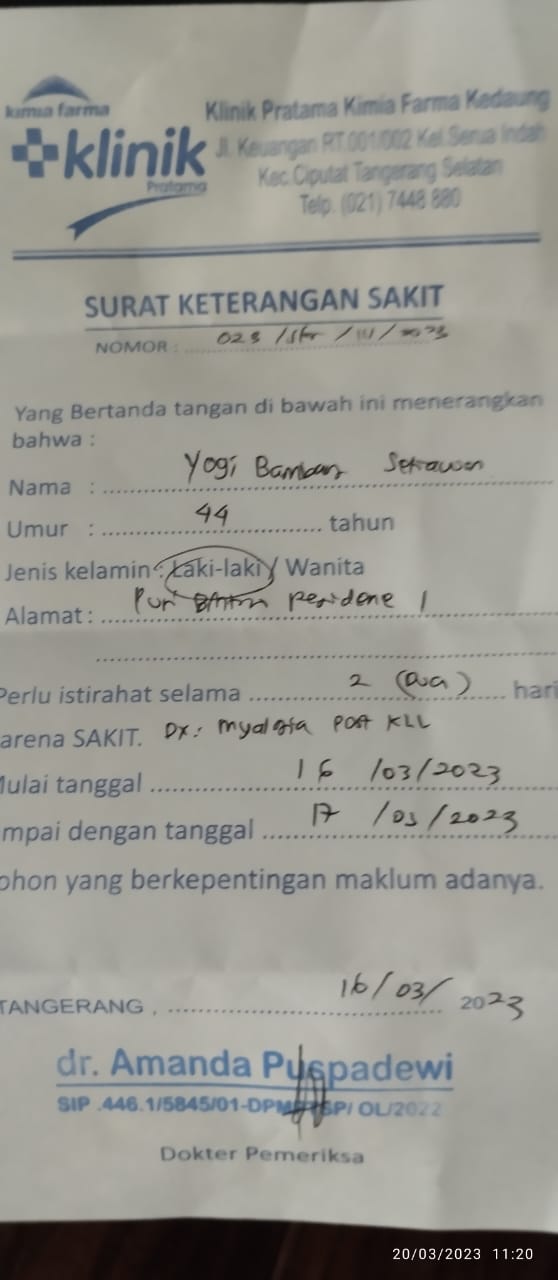 kimia farma
klinik
Pratama
Klinik Pratama Kimia Farma Kedaung
Jl. Keuangan RT.001/002 Kel.Serua Indah
Kec.Ciputat Tangerang Selatan
Telp. (021) 7448 880
SURAT KETERANGAN SAKIT
NOMOR : 023 / / III / 2023
Yang Bertanda tangan di bawah ini menerangkan
bahwa :
Nama : Yogi Bambang Setiawan
Umur : 44 tahun
Jenis kelamin : Laki-laki / Wanita
Alamat : Puri Residence 1
Perlu istirahat selama 2 (Dua) hari
arena SAKIT. Dx: Myalgia post KLL
Mulai tanggal 16 /03/2023
mpai dengan tanggal 17 /03/2023
ohon yang berkepentingan maklum adanya.
TANGERANG , 16/03/ 2023
dr. Amanda Puspadewi
SIP .446.1/5845/01-DPMPTSP/ OL/2022
Dokter Pemeriksa
20/03/2023 11:20